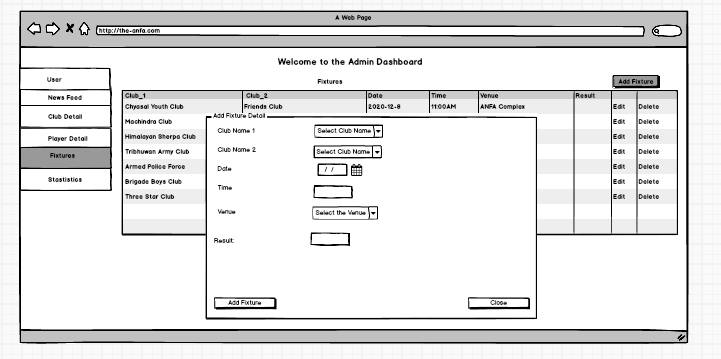 A Web Page
http://the-anfa.com
Welcome to the Admin Dashboard
User
News Feed
Club Detail
Player Detail
Fixtures
Stastistics
Fixtures
Add Fixture
Club_1 Club_2 Date Time Venue Result
Chyasal Youth Club Friends Club 2020-12-8 11:00AM ANFA Complex Edit Delete
Machindra Club Edit Delete
Himalayan Sherpa Club Edit Delete
Tribhuwan Army Club Edit Delete
Armed Police Force Edit Delete
Brigade Boys Club Edit Delete
Three Star Club Edit Delete
Add Fixture Detail
Club Name 1 Select Club Name
Club Name 2 Select Club Name
Date / /
Time
Venue Select the Venue
Result:
Add Fixture Close